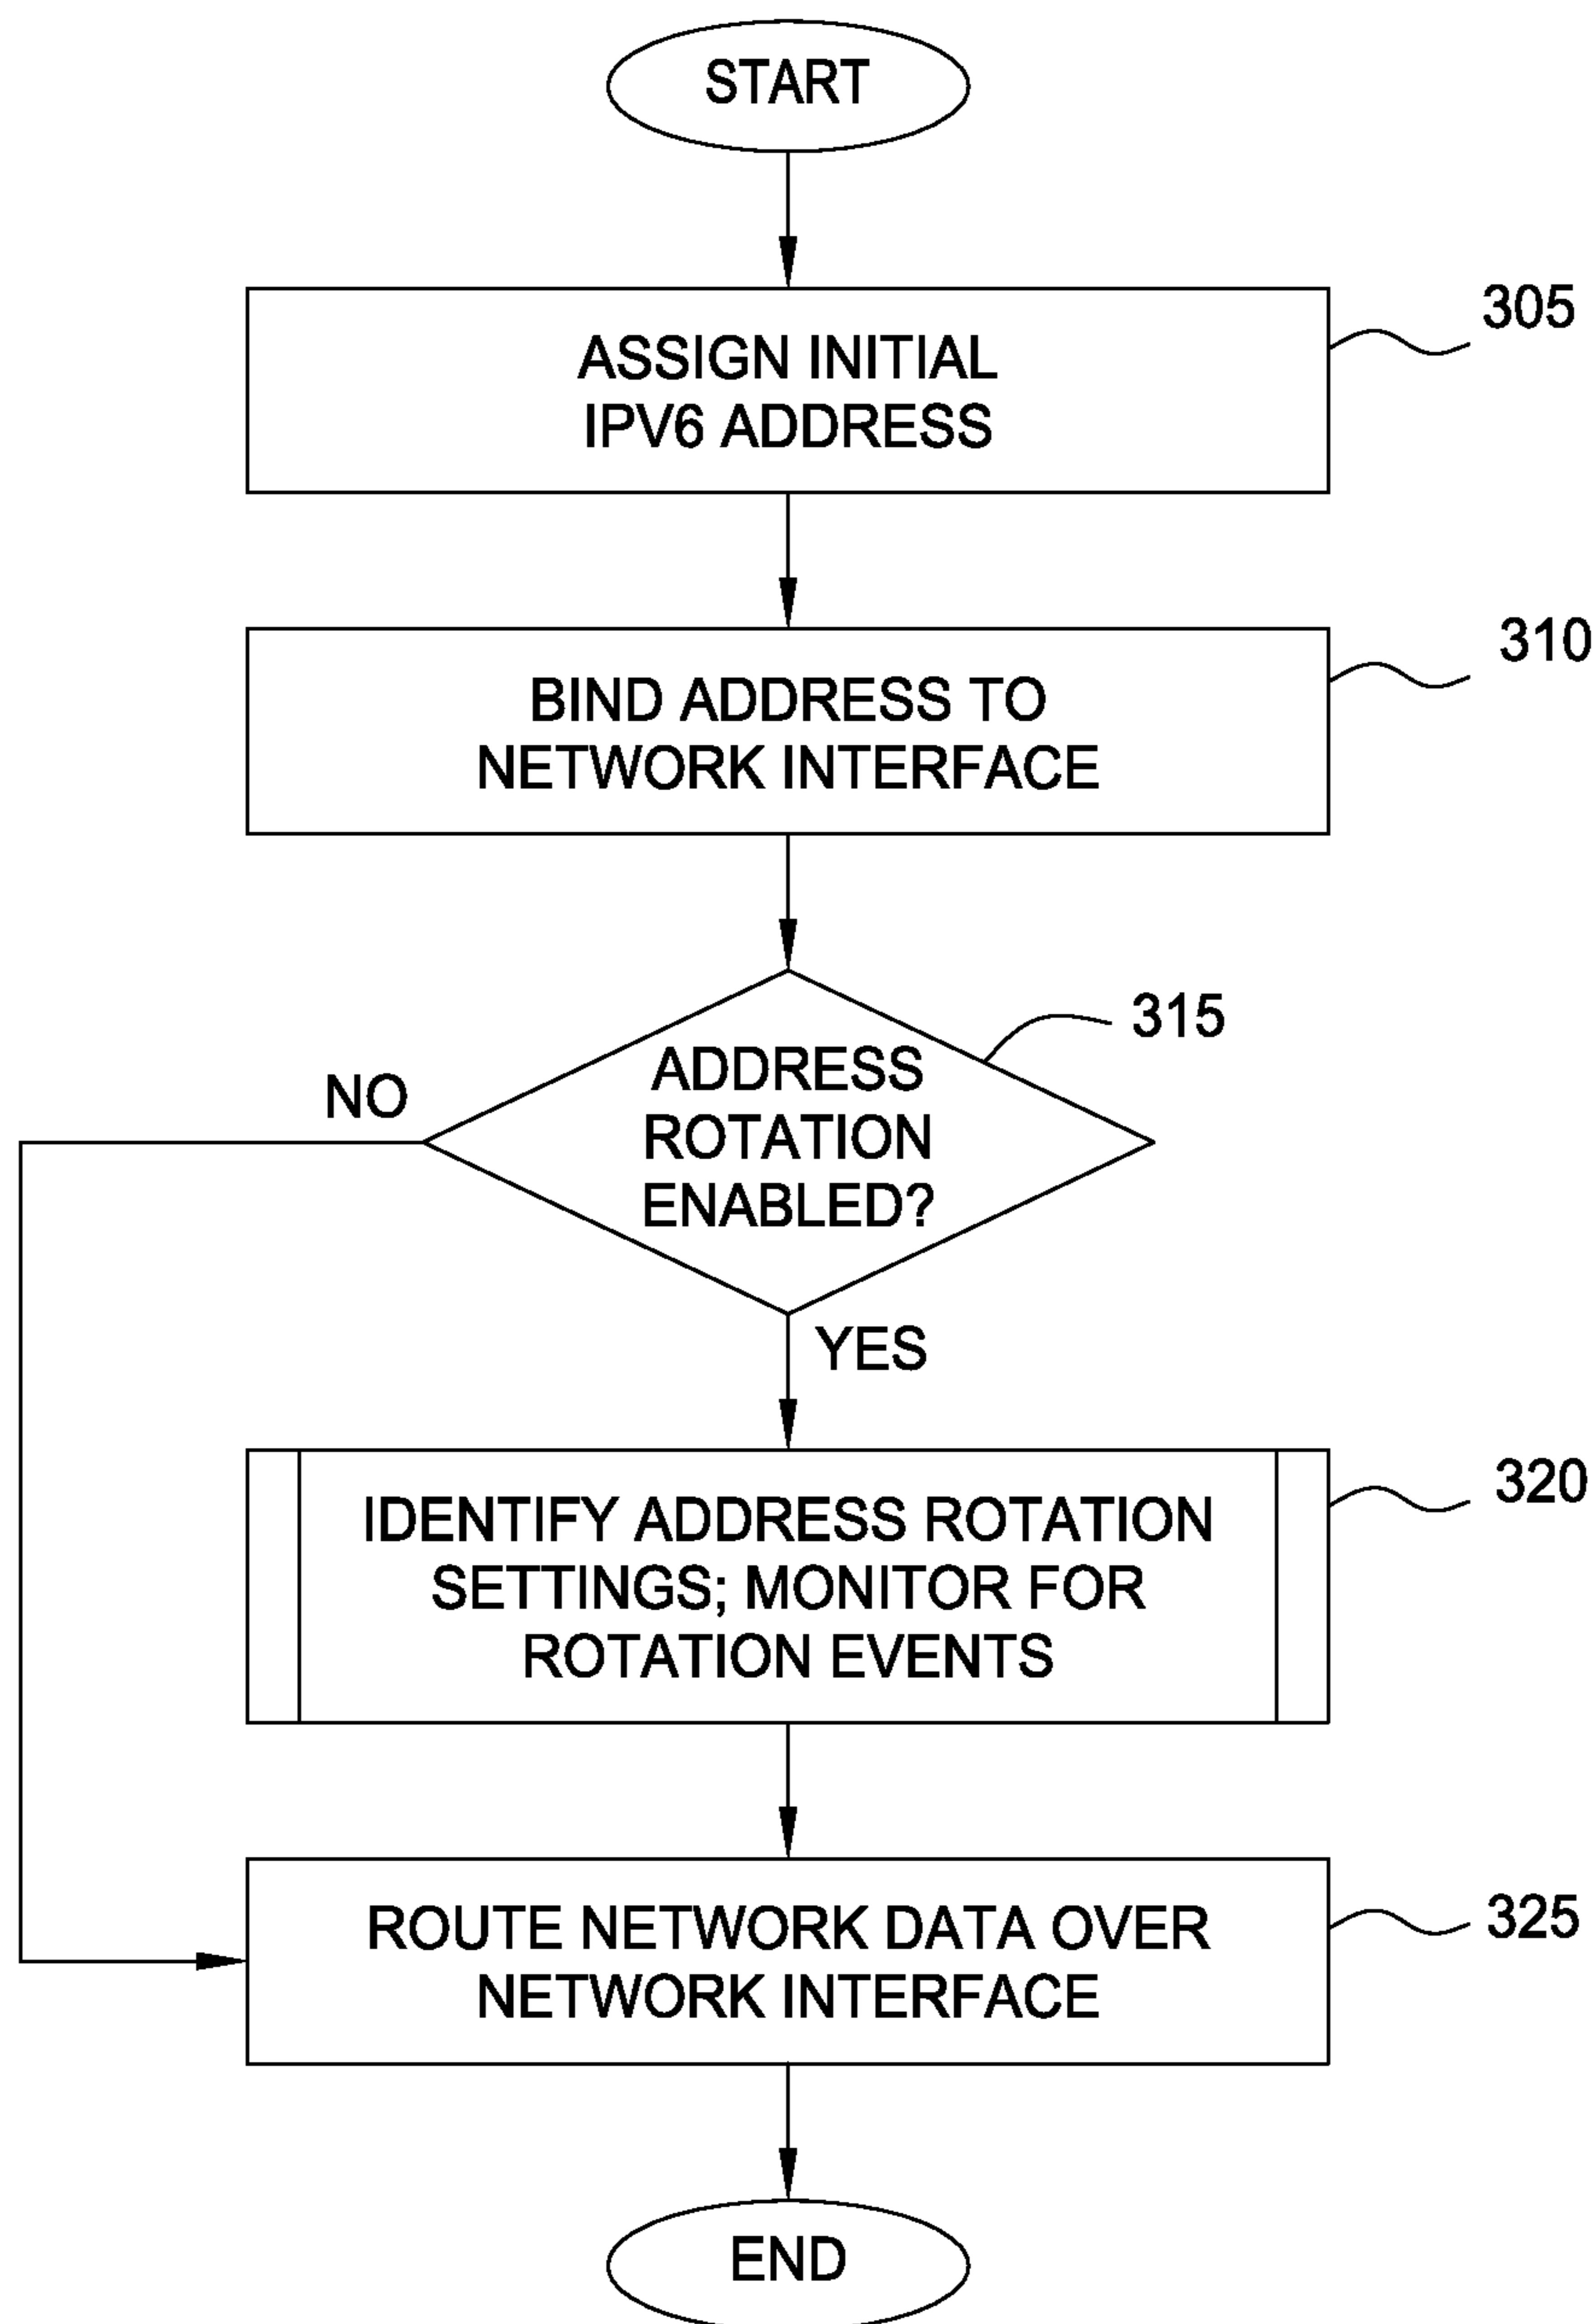 START
ASSIGN INITIAL
IPV6 ADDRESS
305
BIND ADDRESS TO
NETWORK INTERFACE
310
ADDRESS
ROTATION
ENABLED?
315
NO
YES
IDENTIFY ADDRESS ROTATION
SETTINGS; MONITOR FOR
ROTATION EVENTS
320
ROUTE NETWORK DATA OVER
NETWORK INTERFACE
325
END